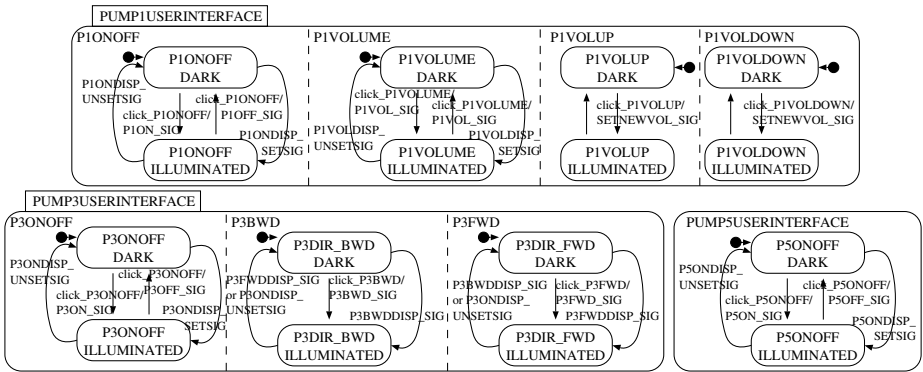 PUMP1USERINTERFACE
P1ONOFF
P1ONOFF
DARK
P1ONDISP_
UNSETSIG
click_P1ONOFF/
P1ON_SIG
click_P1ONOFF/
P1OFF_SIG
P1ONDISP_
SETSIG
P1ONOFF
ILLUMINATED
P1VOLUME
P1VOLUME
DARK
click_P1VOLUME/
P1VOL_SIG
click_P1VOLUME/
P1VOL_SIG
P1VOLDISP_
UNSETSIG
P1VOLDISP_
SETSIG
P1VOLUME
ILLUMINATED
P1VOLUP
P1VOLUP
DARK
click_P1VOLUP/
SETNEWVOL_SIG
P1VOLUP
ILLUMINATED
P1VOLDOWN
P1VOLDOWN
DARK
click_P1VOLDOWN/
SETNEWVOL_SIG
P1VOLDOWN
ILLUMINATED
PUMP3USERINTERFACE
P3ONOFF
P3ONOFF
DARK
P3ONDISP_
UNSETSIG
click_P3ONOFF/
P3OFF_SIG
click_P3ONOFF/
P3ON_SIG
P3ONDISP_
SETSIG
P3ONOFF
ILLUMINATED
P3BWD
P3DIR_BWD
DARK
P3FWDDISP_SIG
or P3ONDISP_
UNSETSIG
click_P3BWD/
P3BWD_SIG
P3BWDDISP_SIG
P3DIR_BWD
ILLUMINATED
P3FWD
P3DIR_FWD
DARK
P3BWDDISP_SIG
or P3ONDISP_
UNSETSIG
click_P3FWD/
P3FWD_SIG
P3FWDDISP_SIG
P3DIR_FWD
ILLUMINATED
PUMP5USERINTERFACE
P5ONOFF
DARK
P5ONDISP_
UNSETSIG
click_P5ONOFF/
P5OFF_SIG
click_P5ONOFF/
P5ON_SIG
P5ONDISP_
SETSIG
P5ONOFF
ILLUMINATED